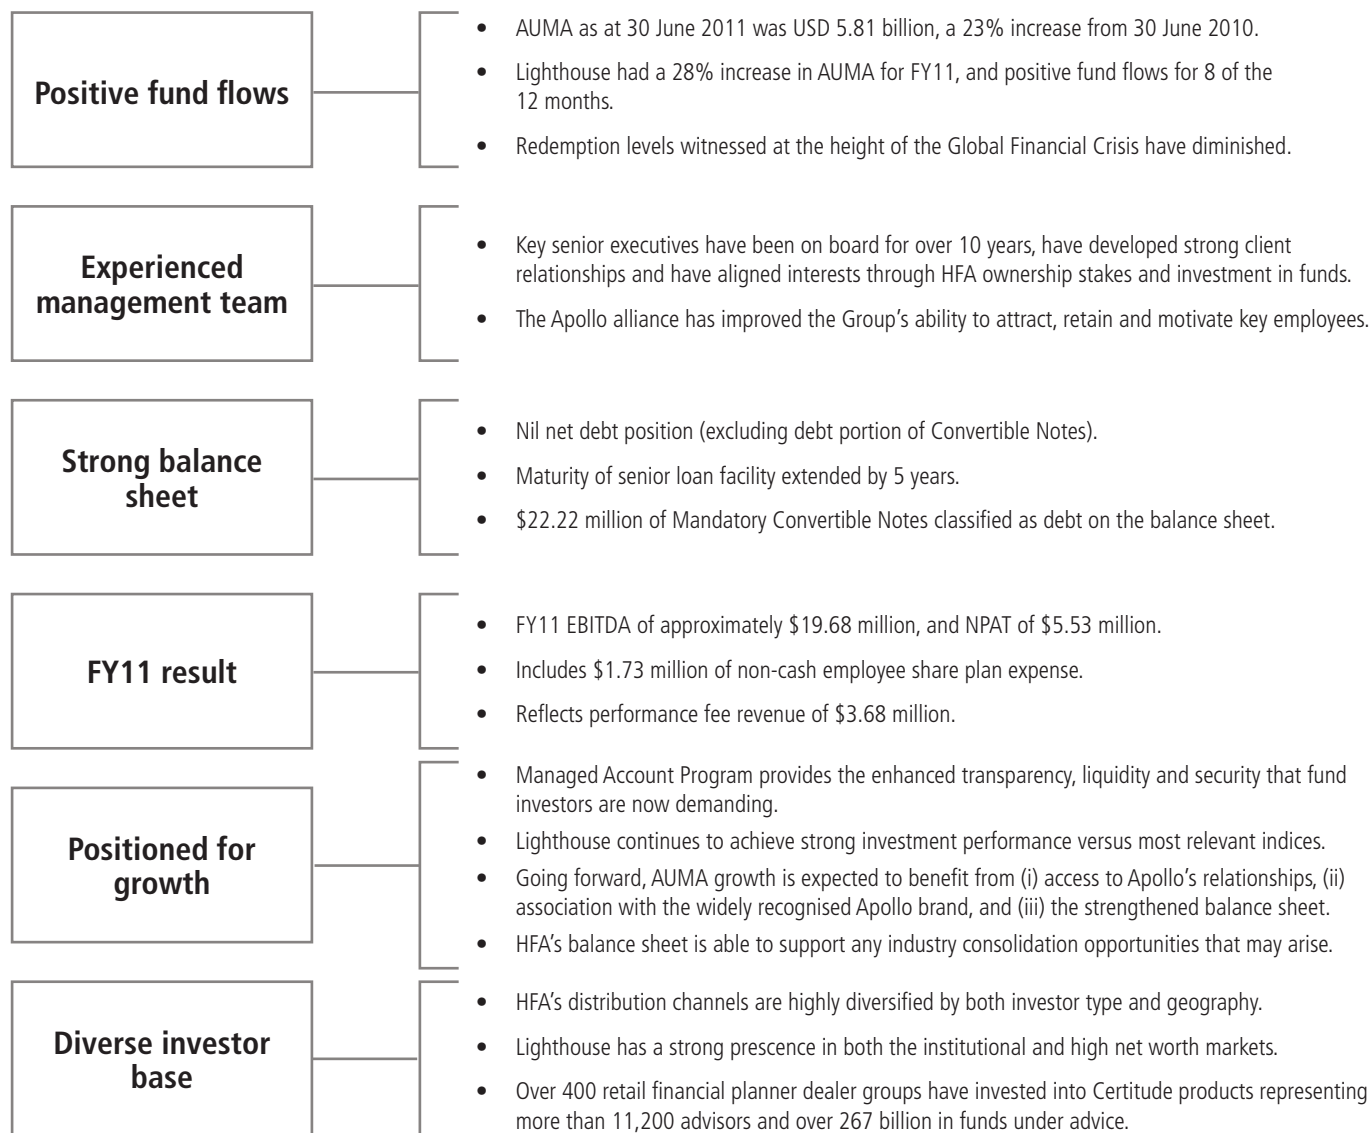 Positive fund flows
• AUMA as at 30 June 2011 was USD 5.81 billion, a 23% increase from 30 June 2010.
• Lighthouse had a 28% increase in AUMA for FY11, and positive fund flows for 8 of the
12 months.
• Redemption levels witnessed at the height of the Global Financial Crisis have diminished.
Experienced
management team
• Key senior executives have been on board for over 10 years, have developed strong client
relationships and have aligned interests through HFA ownership stakes and investment in funds.
• The Apollo alliance has improved the Group's ability to attract, retain and motivate key employees.
Strong balance
sheet
• Nil net debt position (excluding debt portion of Convertible Notes).
• Maturity of senior loan facility extended by 5 years.
• $22.22 million of Mandatory Convertible Notes classified as debt on the balance sheet.
FY11 result
• FY11 EBITDA of approximately $19.68 million, and NPAT of $5.53 million.
• Includes $1.73 million of non-cash employee share plan expense.
• Reflects performance fee revenue of $3.68 million.
Positioned for
growth
• Managed Account Program provides the enhanced transparency, liquidity and security that fund
investors are now demanding.
• Lighthouse continues to achieve strong investment performance versus most relevant indices.
• Going forward, AUMA growth is expected to benefit from (i) access to Apollo's relationships, (ii)
association with the widely recognised Apollo brand, and (iii) the strengthened balance sheet.
• HFA's balance sheet is able to support any industry consolidation opportunities that may arise.
Diverse investor
base
• HFA's distribution channels are highly diversified by both investor type and geography.
• Lighthouse has a strong prescence in both the institutional and high net worth markets.
• Over 400 retail financial planner dealer groups have invested into Certitude products representing
more than 11,200 advisors and over 267 billion in funds under advice.